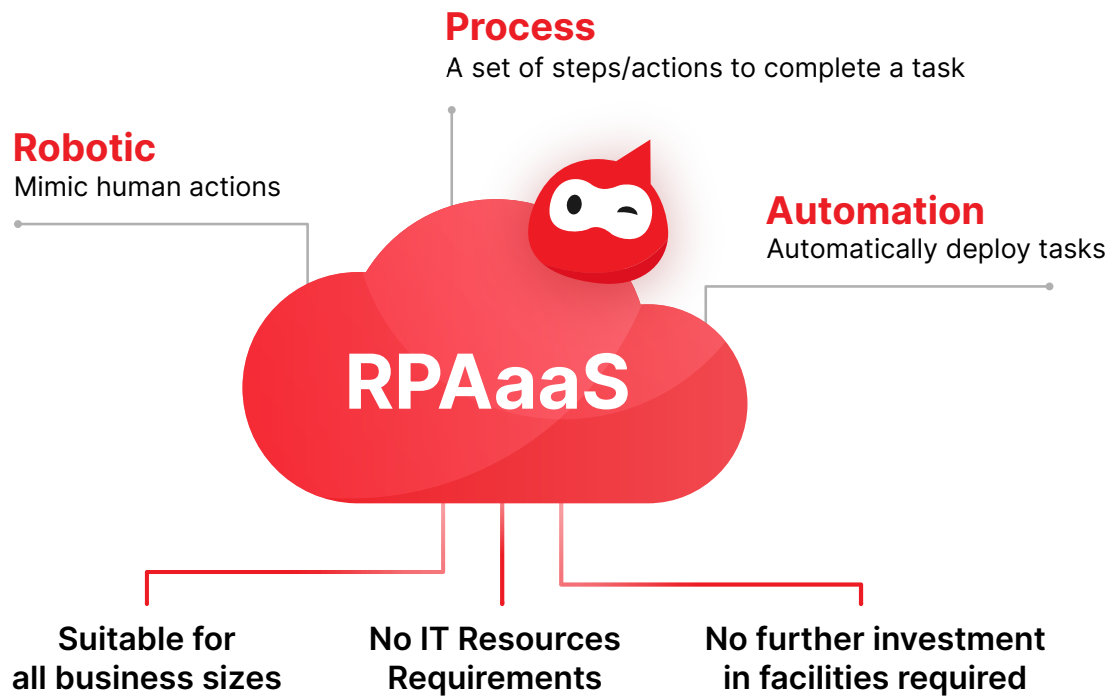 Process
A set of steps/actions to complete a task
Robotic
Mimic human actions
Automation
Automatically deploy tasks
RPAaaS
Suitable for
all business sizes
No IT Resources
Requirements
No further investment
in facilities required